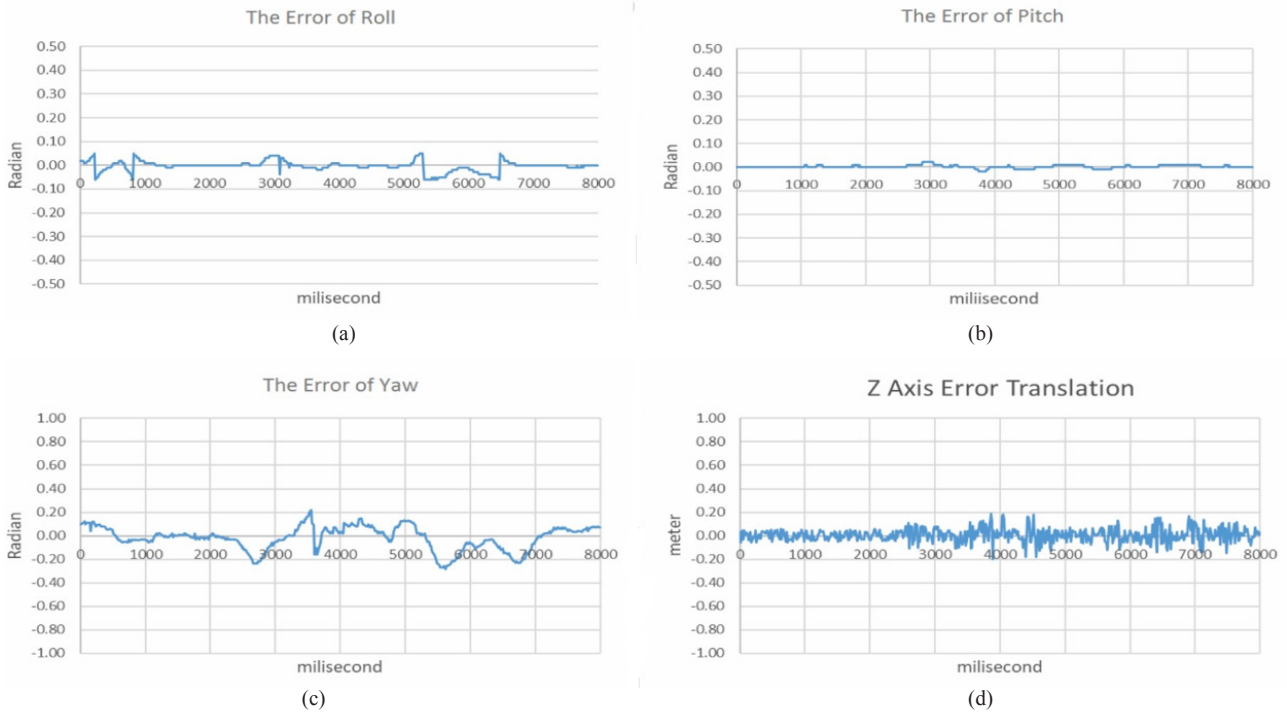 The Error of Roll
0.50
0.40
0.30
0.20
0.10
0.00
-0.10
-0.20
-0.30
-0.40
-0.50
Radian
0 1000 2000 3000 4000 5000 6000 7000 8000
milisecond
(a)
The Error of Pitch
0.50
0.40
0.30
0.20
0.10
0.00
-0.10
-0.20
-0.30
-0.40
-0.50
Radian
0 1000 2000 3000 4000 5000 6000 7000 8000
miliisecond
(b)
The Error of Yaw
1.00
0.80
0.60
0.40
0.20
0.00
-0.20
-0.40
-0.60
-0.80
-1.00
Radian
0 1000 2000 3000 4000 5000 6000 7000 8000
milisecond
(c)
Z Axis Error Translation
1.00
0.80
0.60
0.40
0.20
0.00
-0.20
-0.40
-0.60
-0.80
-1.00
meter
0 1000 2000 3000 4000 5000 6000 7000 8000
milisecond
(d)